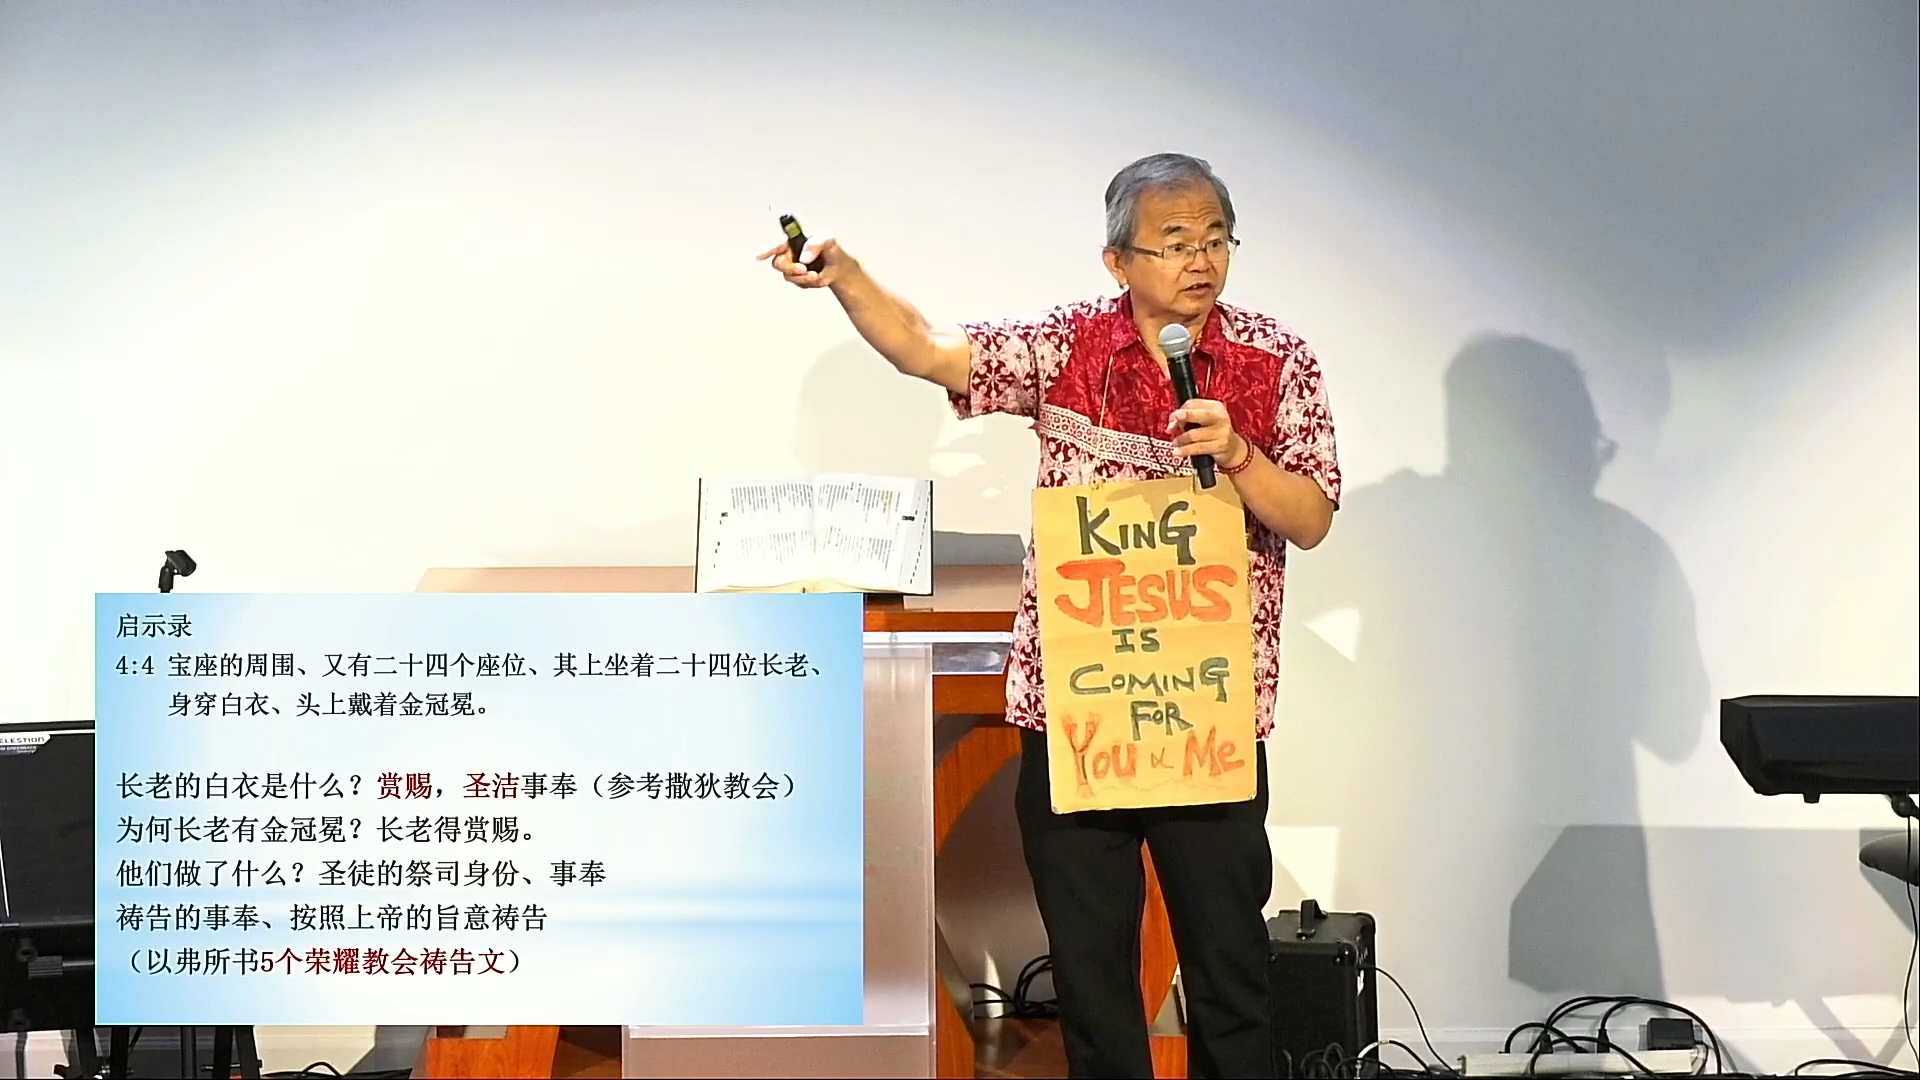 启示录
4:4 宝座的周围、又有二十四个座位、其上坐着二十四位长老、
身穿白衣、头上戴着金冠冕。
长老的白衣是什么？赏赐，圣洁事奉（参考撒狄教会）
为何长老有金冠冕？长老得赏赐。
他们做了什么？圣徒的祭司身份、事奉
祷告的事奉、按照上帝的旨意祷告
（以弗所书5个荣耀教会祷告文）
KING
JESUS
IS
COMING
FOR
YOU & Me